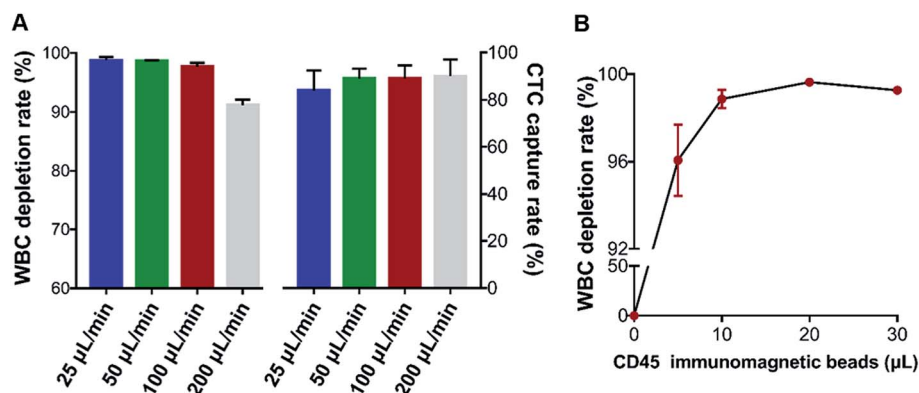 A
WBC depletion rate (%)
100
90
80
70
60
25 µL/min
50 µL/min
100 µL/min
200 µL/min
25 µL/min
50 µL/min
100 µL/min
200 µL/min
100
80
60
40
20
0
CTC capture rate (%)
B
WBC depletion rate (%)
100
96
92
50
0
0 10 20 30
CD45 immunomagnetic beads (µL)